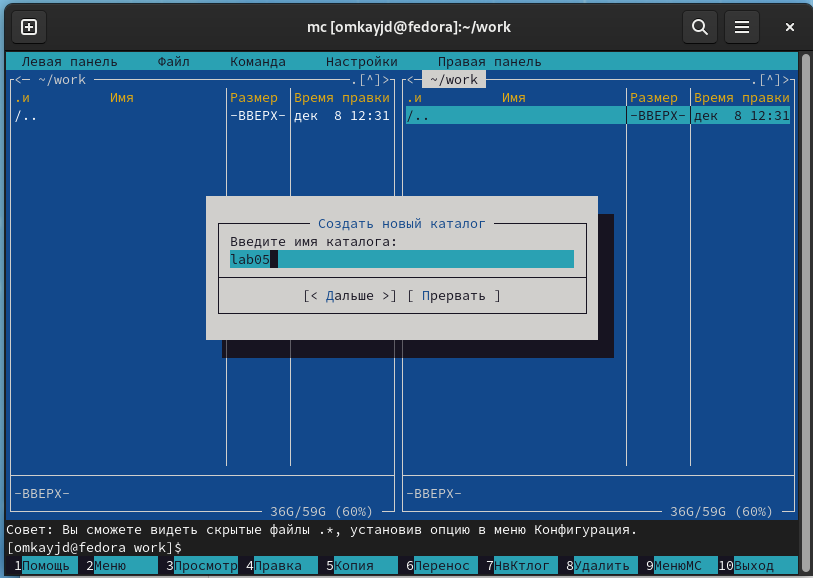 mc [omkayjd@fedora]:~/work
Левая панель Файл Команда Настройки Правая панель
<— ~/work .[^]> <— ~/work .[^]>
.и Имя Размер Время правки .и Имя Размер Время правки
/.. -ВВЕРХ- дек 8 12:31 /.. -ВВЕРХ- дек 8 12:31
Создать новый каталог
Введите имя каталога:
lab05
[< Дальше >] [ Прервать ]
-ВВЕРХ- -ВВЕРХ-
36G/59G (60%) 36G/59G (60%)
Совет: Вы сможете видеть скрытые файлы .*, установив опцию в меню Конфигурация.
[omkayjd@fedora work]$
1Помощь 2Меню 3Просмотр 4Правка 5Копия 6Перенос 7НвКтлог 8Удалить 9МенюMC 10Выход